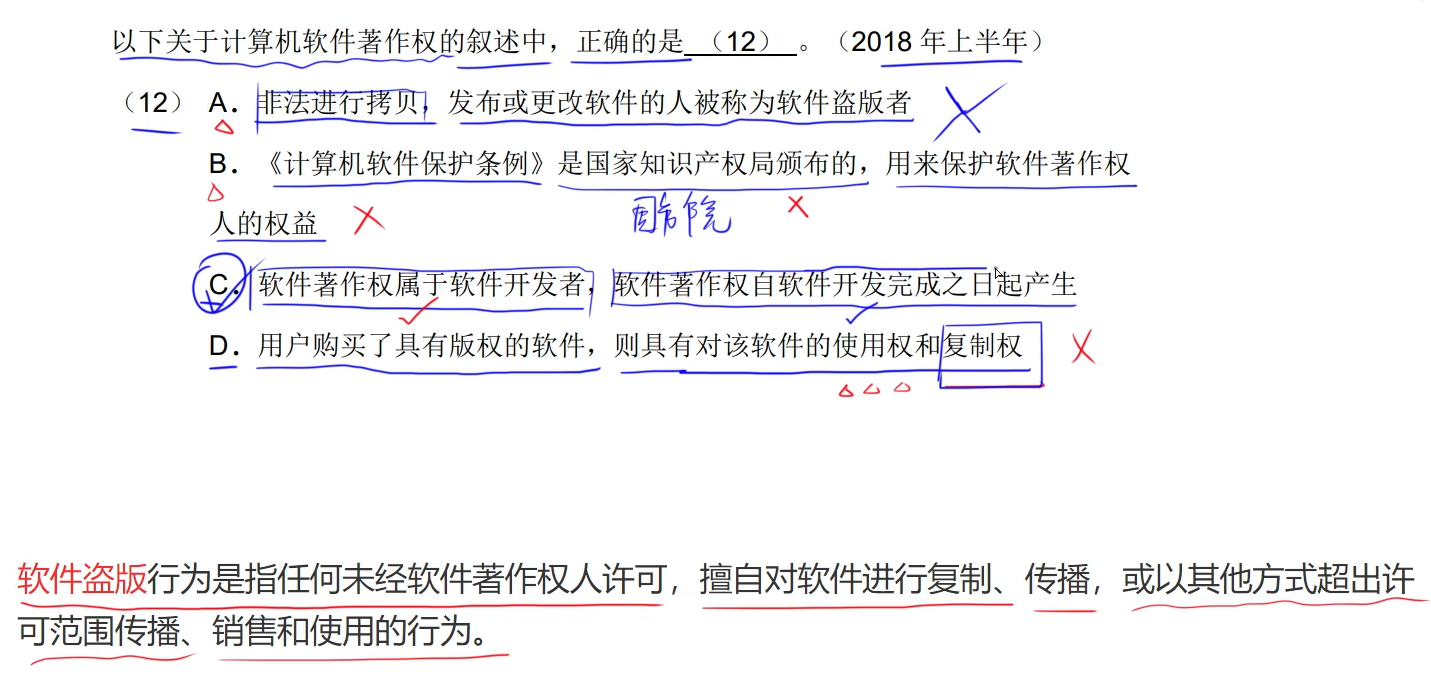 以下关于计算机软件著作权的叙述中，正确的是 （12） 。（2018 年上半年）
（12） A．非法进行拷贝，发布或更改软件的人被称为软件盗版者
B．《计算机软件保护条例》是国家知识产权局颁布的，用来保护软件著作权
人的权益
国务院
C．软件著作权属于软件开发者，软件著作权自软件开发完成之日起产生
D．用户购买了具有版权的软件，则具有对该软件的使用权和复制权
软件盗版行为是指任何未经软件著作权人许可，擅自对软件进行复制、传播，或以其他方式超出许
可范围传播、销售和使用的行为。